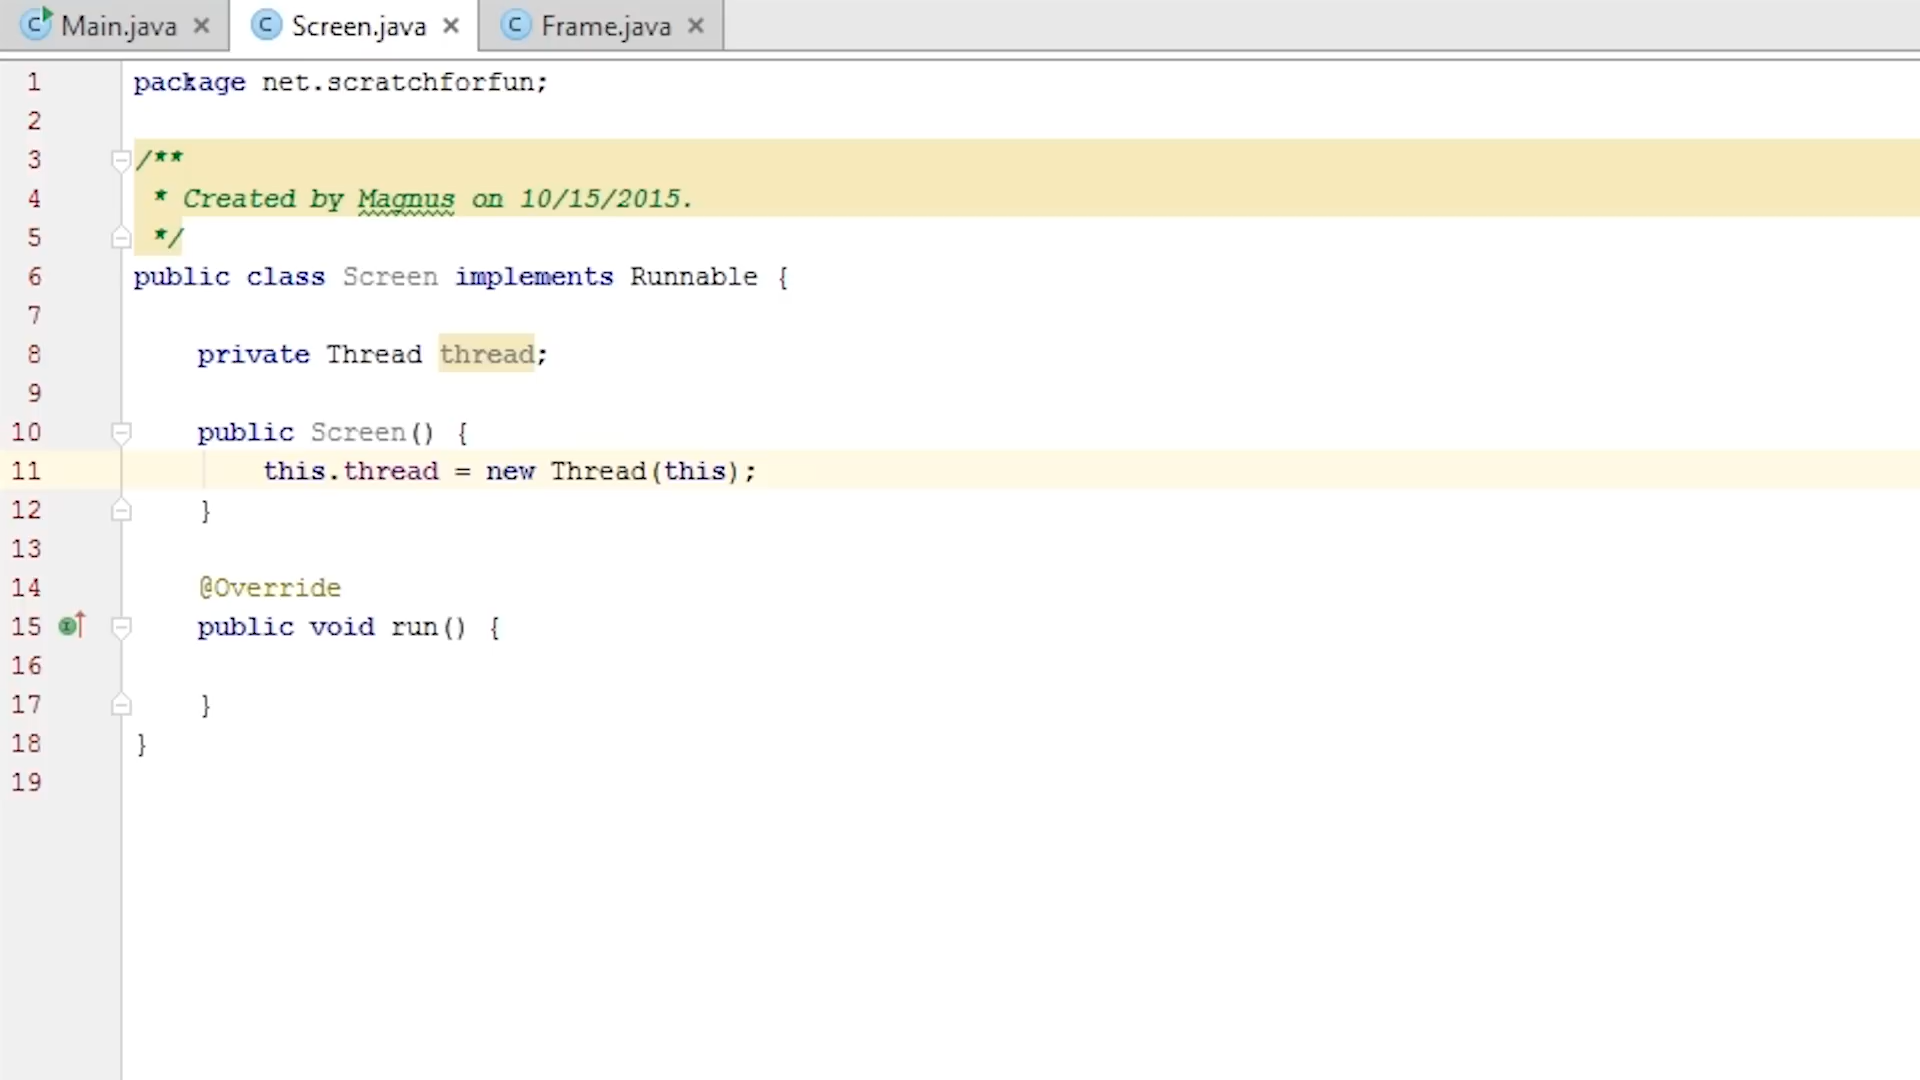 Main.java Screen.java Frame.java
1 package net.scratchforfun;
2
3 /**
4  * Created by Magnus on 10/15/2015.
5  */
6 public class Screen implements Runnable {
7
8     private Thread thread;
9
10     public Screen() {
11         this.thread = new Thread(this);
12     }
13
14     @Override
15     public void run() {
16
17     }
18 }
19